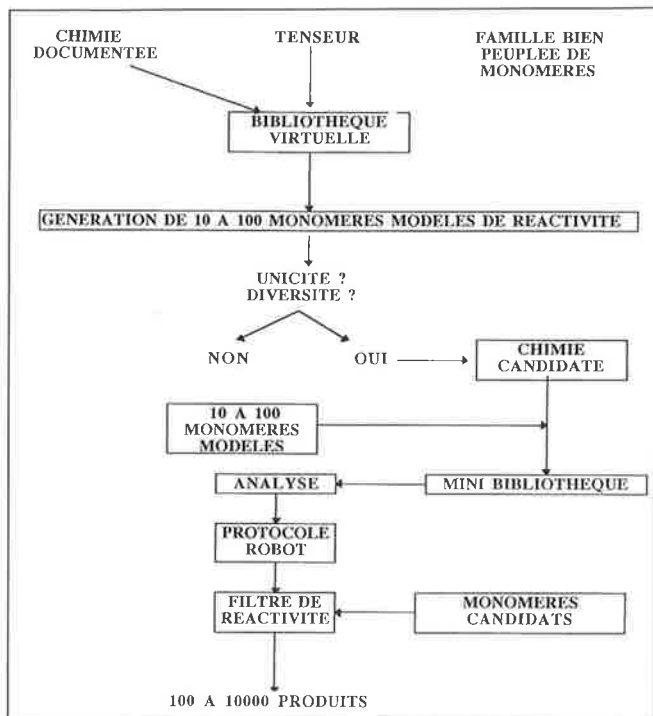 CHIMIE
DOCUMENTEE
TENSEUR
FAMILLE BIEN
PEUPLEE DE
MONOMERES
BIBLIOTHEQUE
VIRTUELLE
GENERATION DE 10 A 100 MONOMERES MODELES DE REACTIVITE
UNICITE ?
DIVERSITE ?
NON
OUI
CHIMIE
CANDIDATE
10 A 100
MONOMERES
MODELES
ANALYSE
MINI BIBLIOTHEQUE
PROTOCOLE
ROBOT
FILTRE DE
REACTIVITE
MONOMERES
CANDIDATS
100 A 10000 PRODUITS